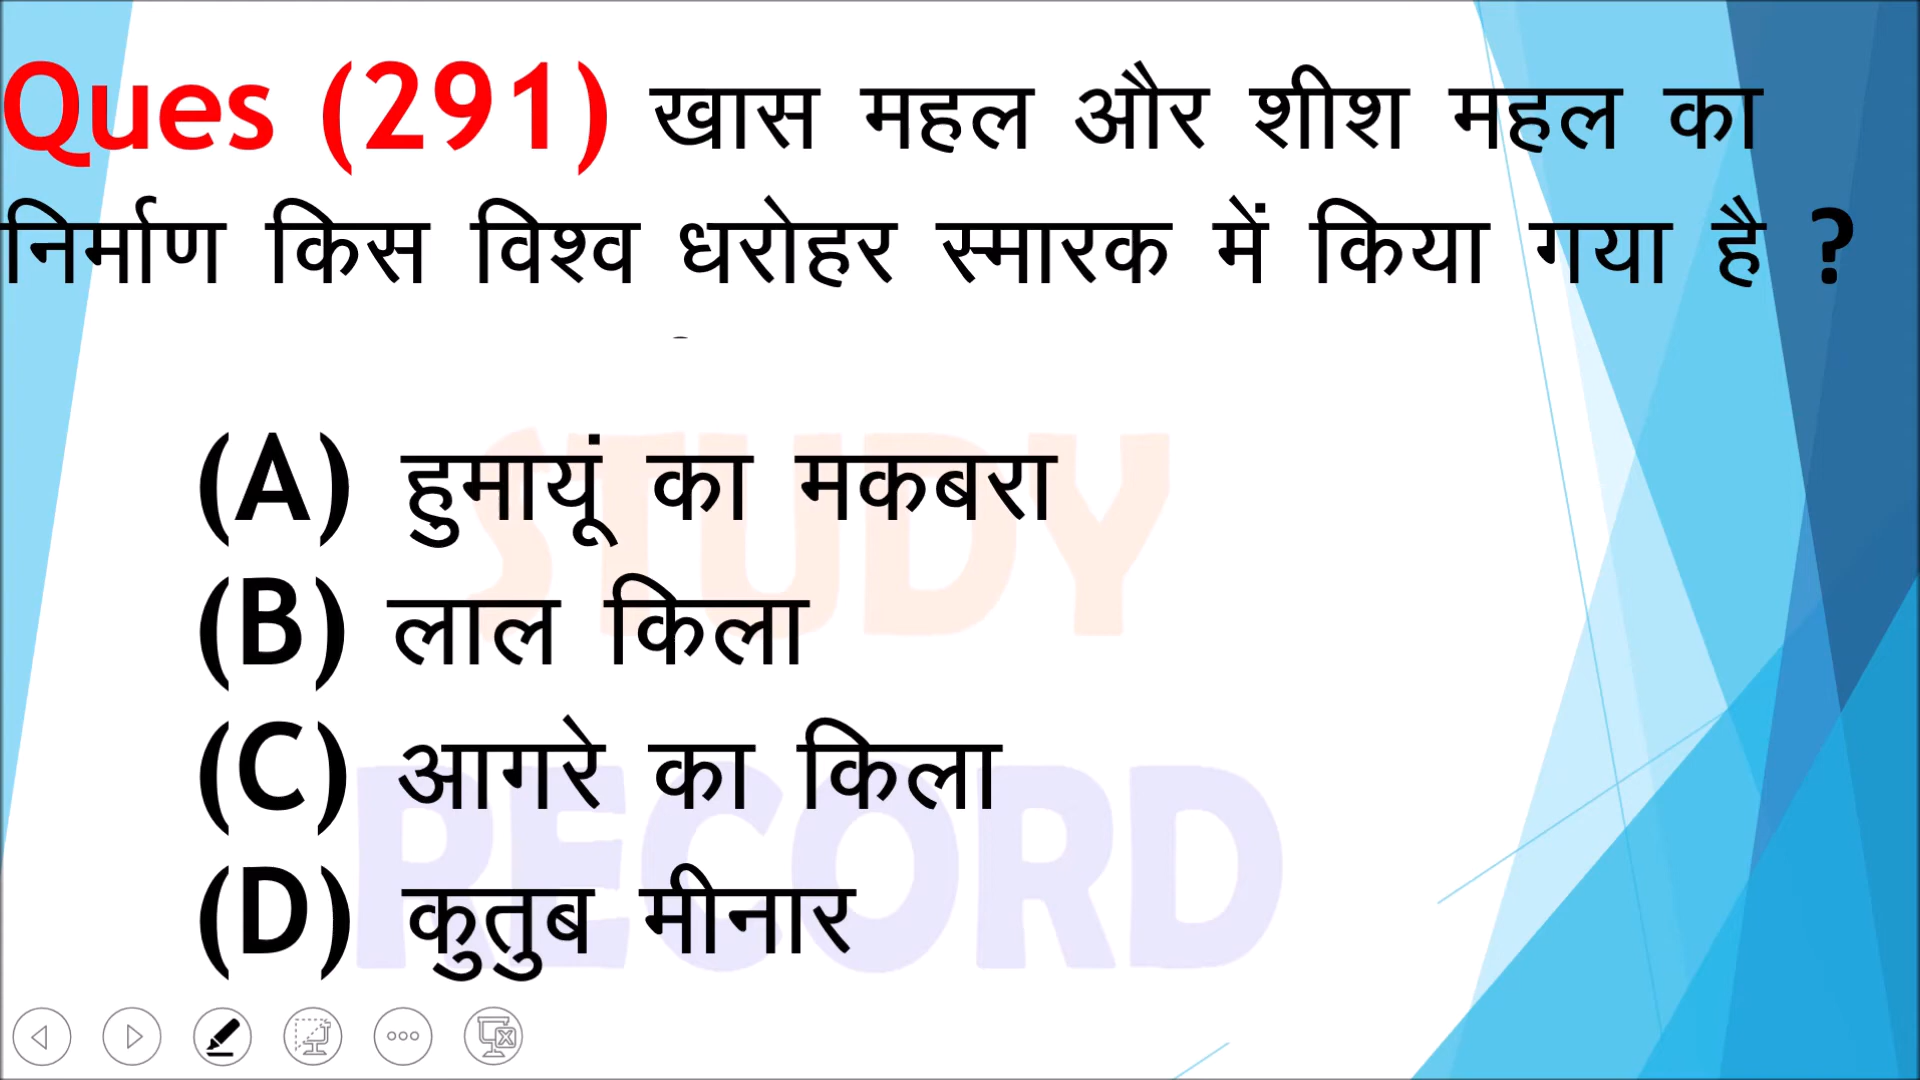 Ques (291) खास महल और शीश महल का
निर्माण किस विश्व धरोहर स्मारक में किया गया है ?
(A) हुमायूं का मकबरा
(B) लाल किला
(C) आगरे का किला
(D) कुतुब मीनार
STUDY
RECORD